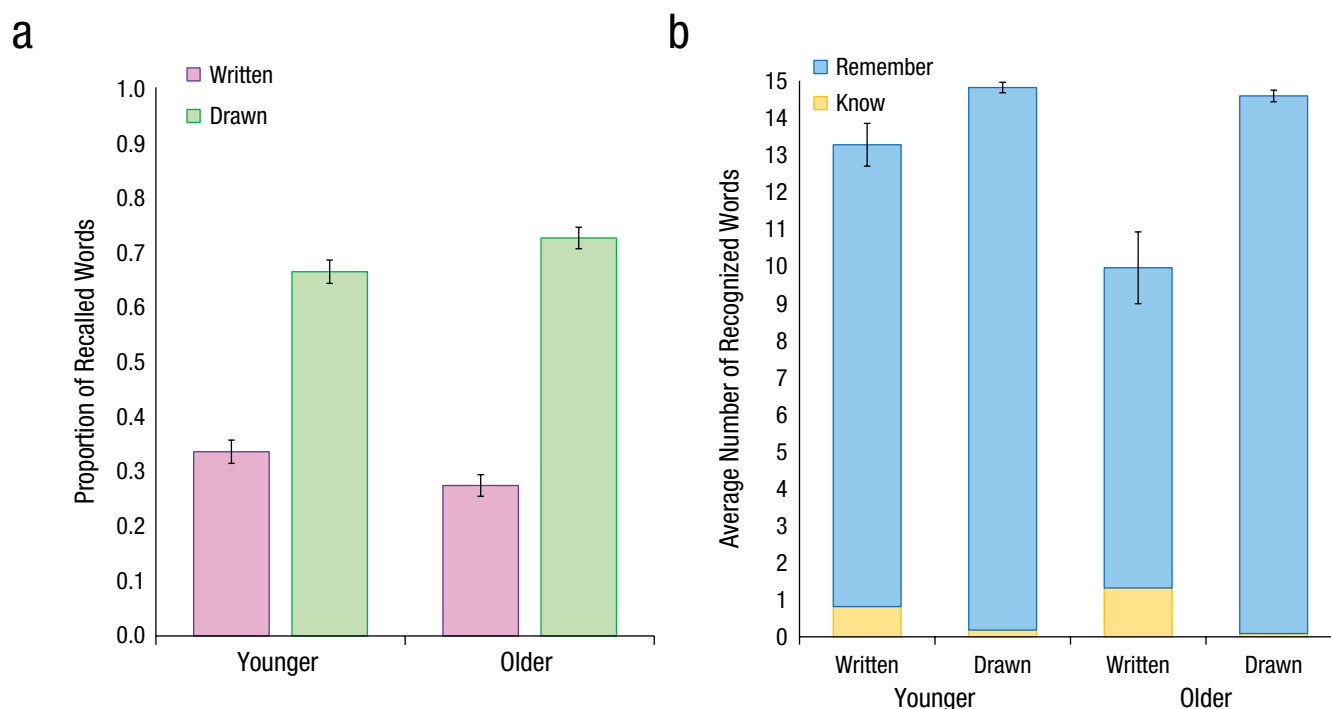 a
Written
Drawn
Proportion of Recalled Words
1.0
0.9
0.8
0.7
0.6
0.5
0.4
0.3
0.2
0.1
0.0
Younger
Older
b
Remember
Know
Average Number of Recognized Words
15
14
13
12
11
10
9
8
7
6
5
4
3
2
1
0
Written
Drawn
Written
Drawn
Younger
Older